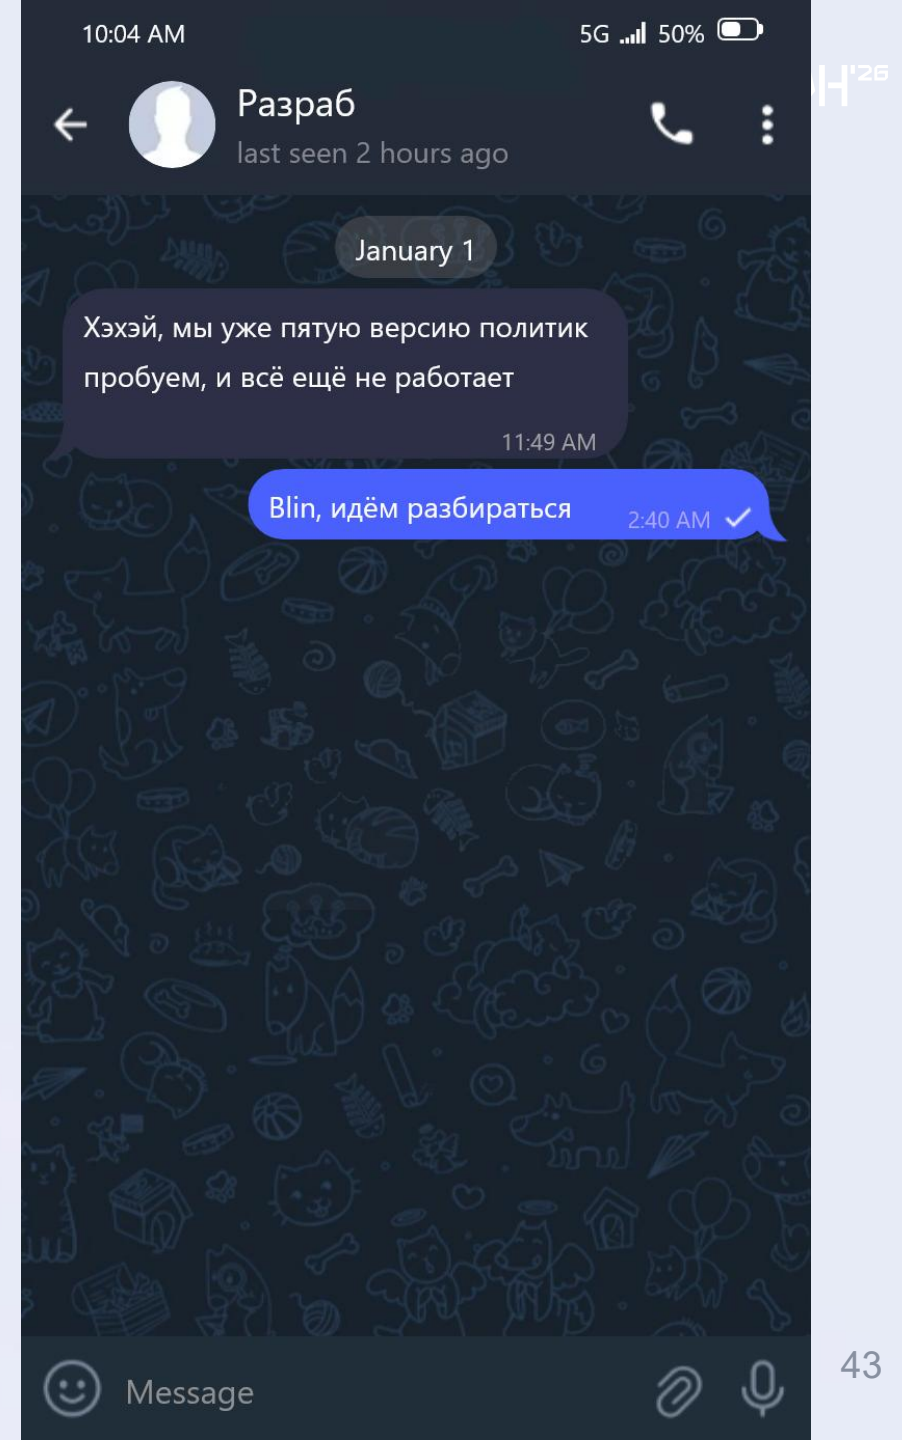 10:04 AM 5G 50%
Н'26
Разраб
last seen 2 hours ago
January 1
Хэхэй, мы уже пятую версию политик
пробуем, и всё ещё не работает
11:49 AM
Blin, идём разбираться 2:40 AM
43
Message